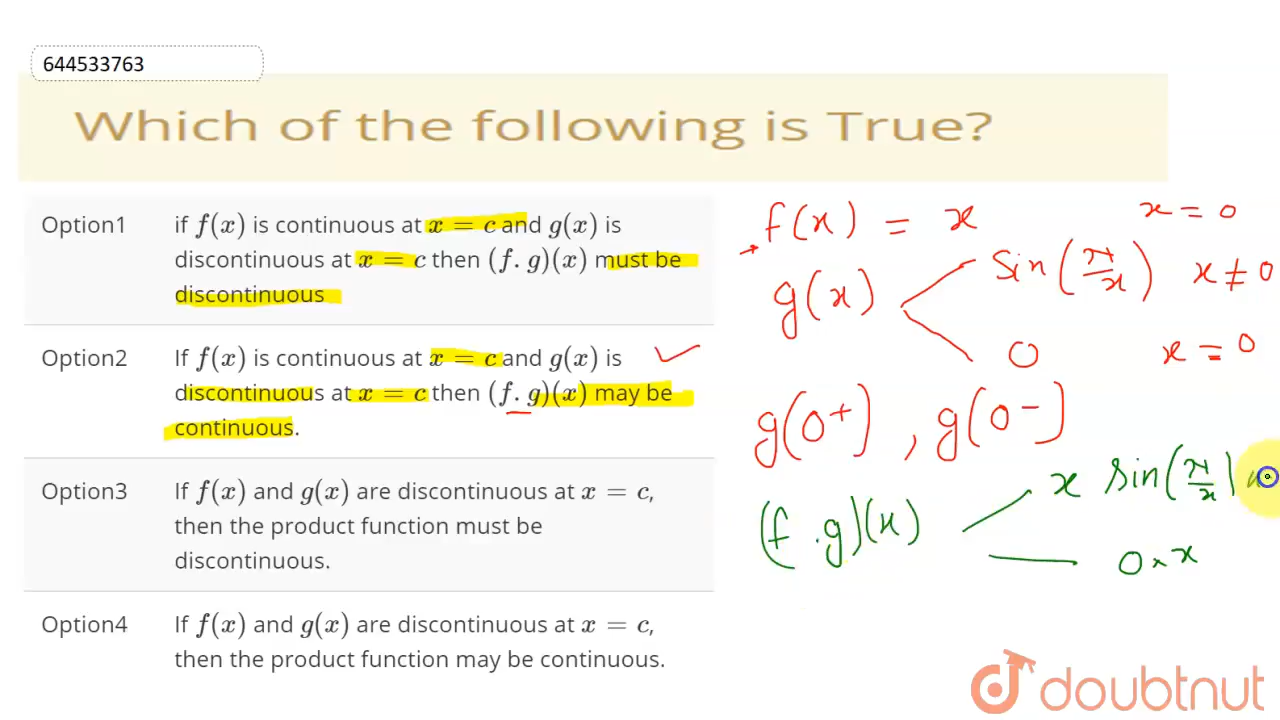 644533763
Which of the following is True?
Option1 if f(x) is continuous at x = c and g(x) is
discontinuous at x = c then (f. g)(x) must be
discontinuous
Option2 If f(x) is continuous at x = c and g(x) is
discontinuous at x = c then (f. g)(x) may be
continuous.
Option3 If f(x) and g(x) are discontinuous at x = c,
then the product function must be
discontinuous.
Option4 If f(x) and g(x) are discontinuous at x = c,
then the product function may be continuous.
f(x) = x x = 0
g(x) sin(π/x) x ≠ 0
0 x = 0
g(0+) , g(0−)
(f .g)(x) x sin(π/x)
0 × x
doubtnut